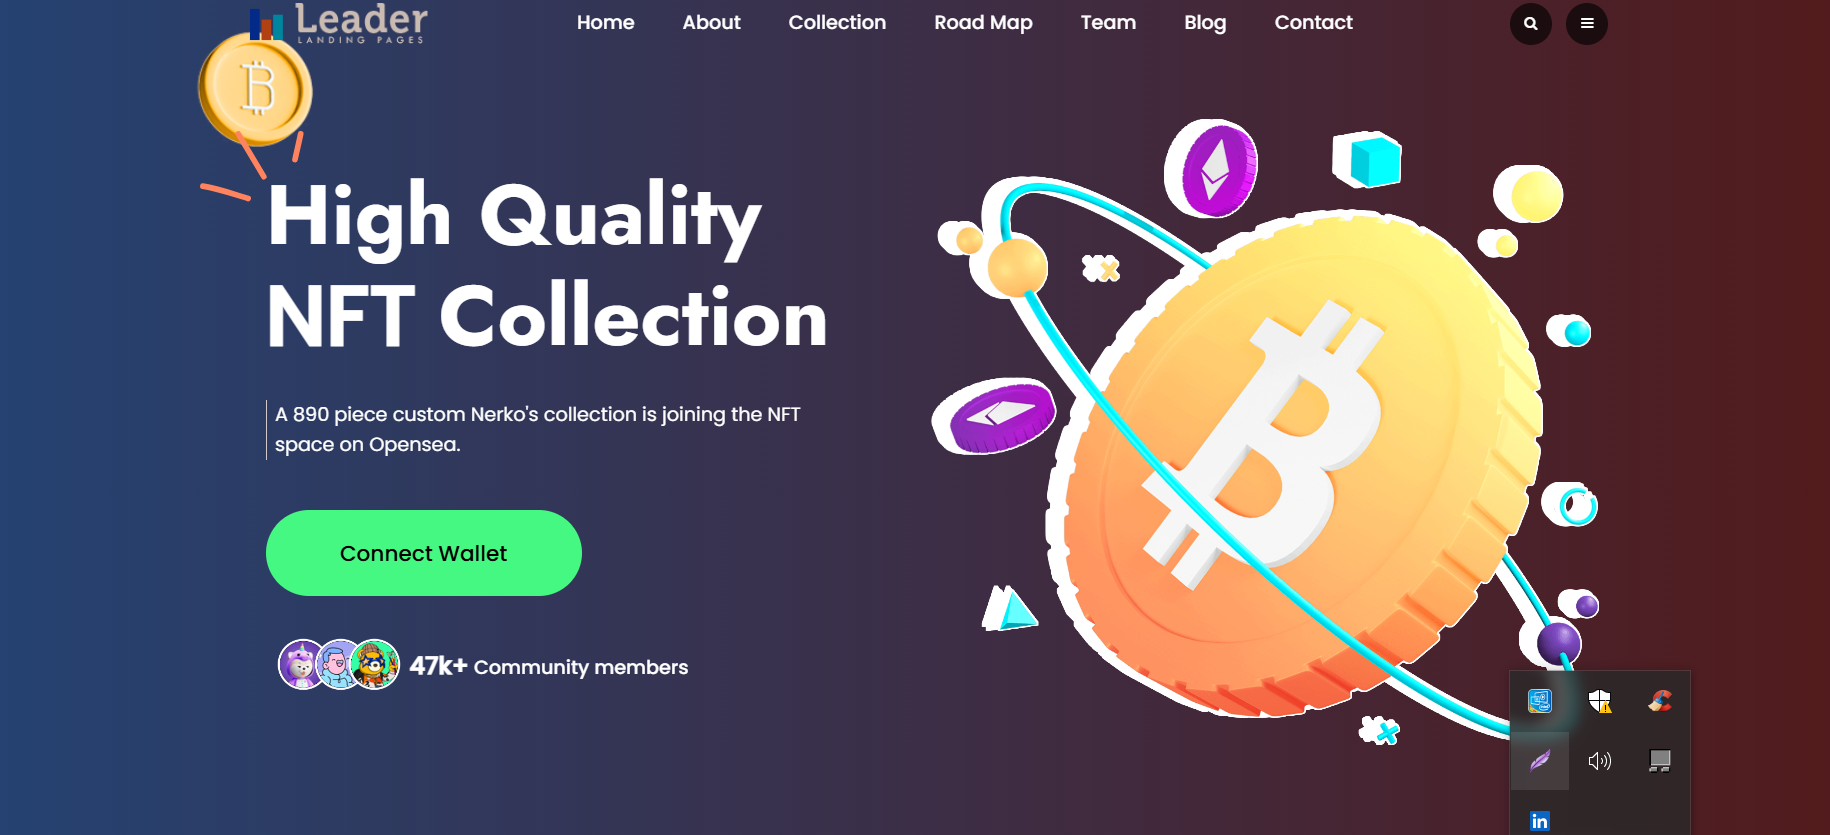 Leader
LANDING PAGES
Home
About
Collection
Road Map
Team
Blog
Contact
High Quality
NFT Collection
A 890 piece custom Nerko's collection is joining the NFT
space on Opensea.
Connect Wallet
47k+ Community members
in